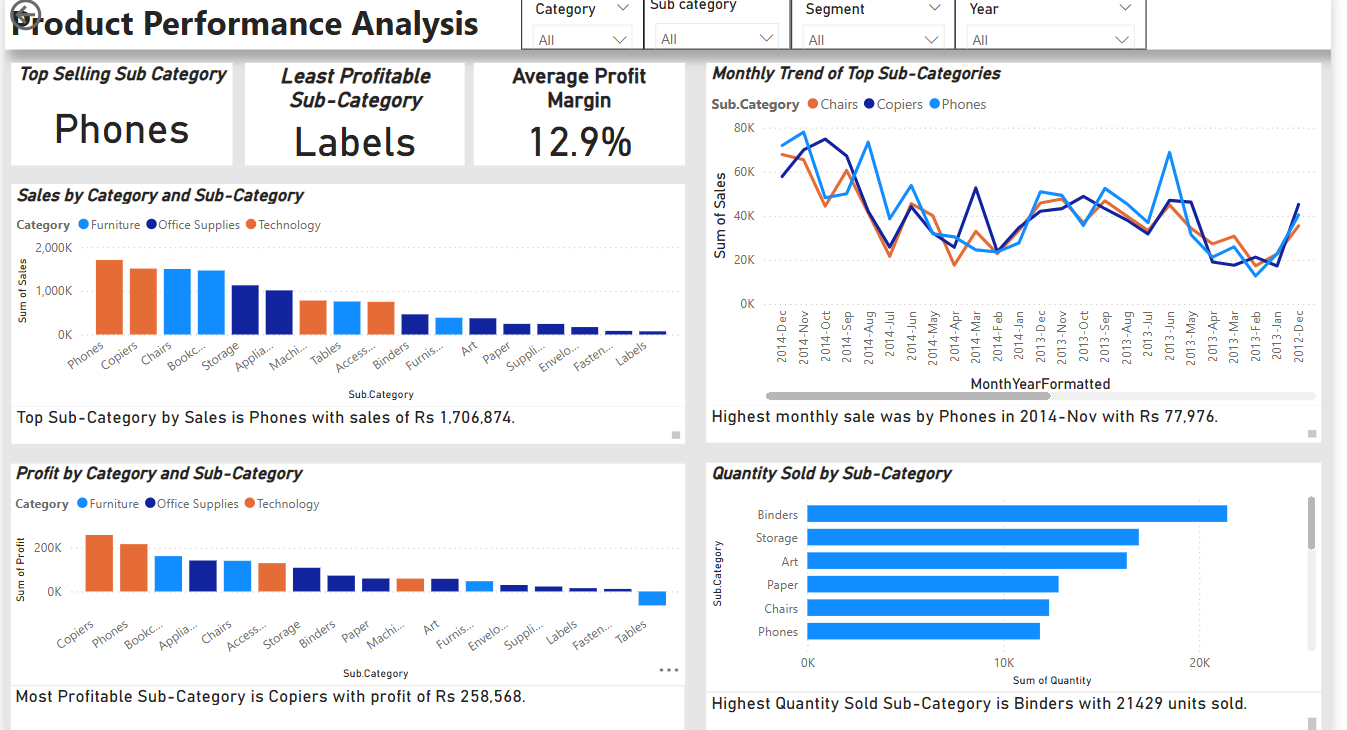 Product Performance Analysis
Category
All
Sub category
All
Segment
All
Year
All
Top Selling Sub Category
Phones
Least Profitable
Sub-Category
Labels
Average Profit
Margin
12.9%
Sales by Category and Sub-Category
Category Furniture Office Supplies Technology
Sum of Sales
2,000K
1,000K
0K
Phones Copiers Chairs Bookc... Storage Applia... Machi... Tables Access... Binders Furnis... Art Paper Suppli... Envelo... Fasten... Labels
Sub.Category
Top Sub-Category by Sales is Phones with sales of Rs 1,706,874.
Monthly Trend of Top Sub-Categories
Sub.Category Chairs Copiers Phones
Sum of Sales
80K
60K
40K
20K
0K
2014-Dec 2014-Nov 2014-Oct 2014-Sep 2014-Aug 2014-Jul 2014-Jun 2014-May 2014-Apr 2014-Mar 2014-Feb 2014-Jan 2013-Dec 2013-Nov 2013-Oct 2013-Sep 2013-Aug 2013-Jul 2013-Jun 2013-May 2013-Apr 2013-Mar 2013-Feb 2013-Jan 2012-Dec
MonthYearFormatted
Highest monthly sale was by Phones in 2014-Nov with Rs 77,976.
Profit by Category and Sub-Category
Category Furniture Office Supplies Technology
Sum of Profit
200K
0K
Copiers Phones Bookc... Applia... Chairs Access... Storage Binders Paper Machi... Art Furnis... Envelo... Suppli... Labels Fasten... Tables
Sub.Category
Most Profitable Sub-Category is Copiers with profit of Rs 258,568.
Quantity Sold by Sub-Category
Sub.Category
Binders
Storage
Art
Paper
Chairs
Phones
0K 10K 20K
Sum of Quantity
Highest Quantity Sold Sub-Category is Binders with 21429 units sold.